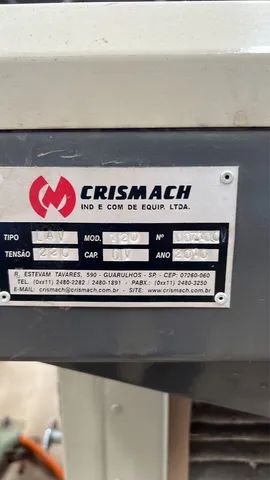 CRISMACH
IND E COM DE EQUIP. LTDA.
TIPO LAV MOD. Nº
TENSÃO 220 CAP. ANO
R. ESTEVAM TAVARES, 590 - GUARULHOS - SP - CEP: 07260-060
TEL. (0xx11) 2480-2282 / 2480-1891 - PABX.: (0xx11) 2480-3250
E-MAIL: crismach@crismach.com.br - SITE: www.crismach.com.br